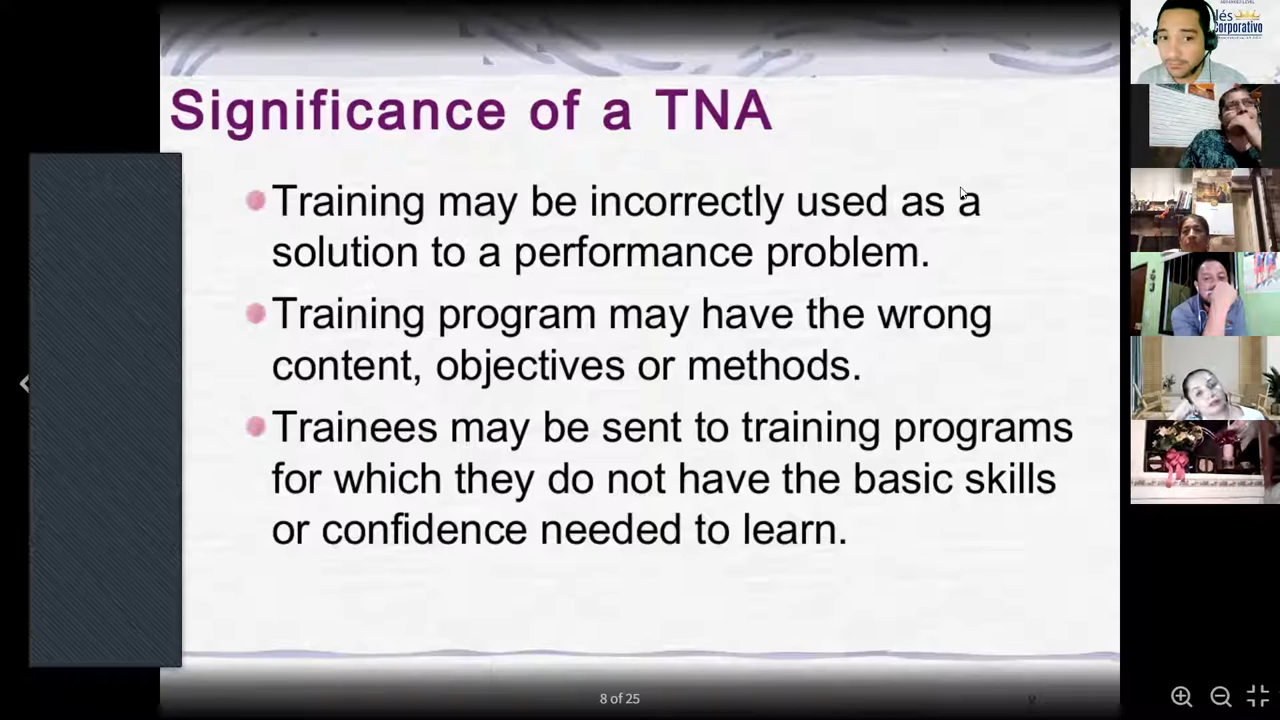 Significance of a TNA
Training may be incorrectly used as a
solution to a performance problem.
Training program may have the wrong
content, objectives or methods.
Trainees may be sent to training programs
for which they do not have the basic skills
or confidence needed to learn.
8 of 25
lés
corporativo